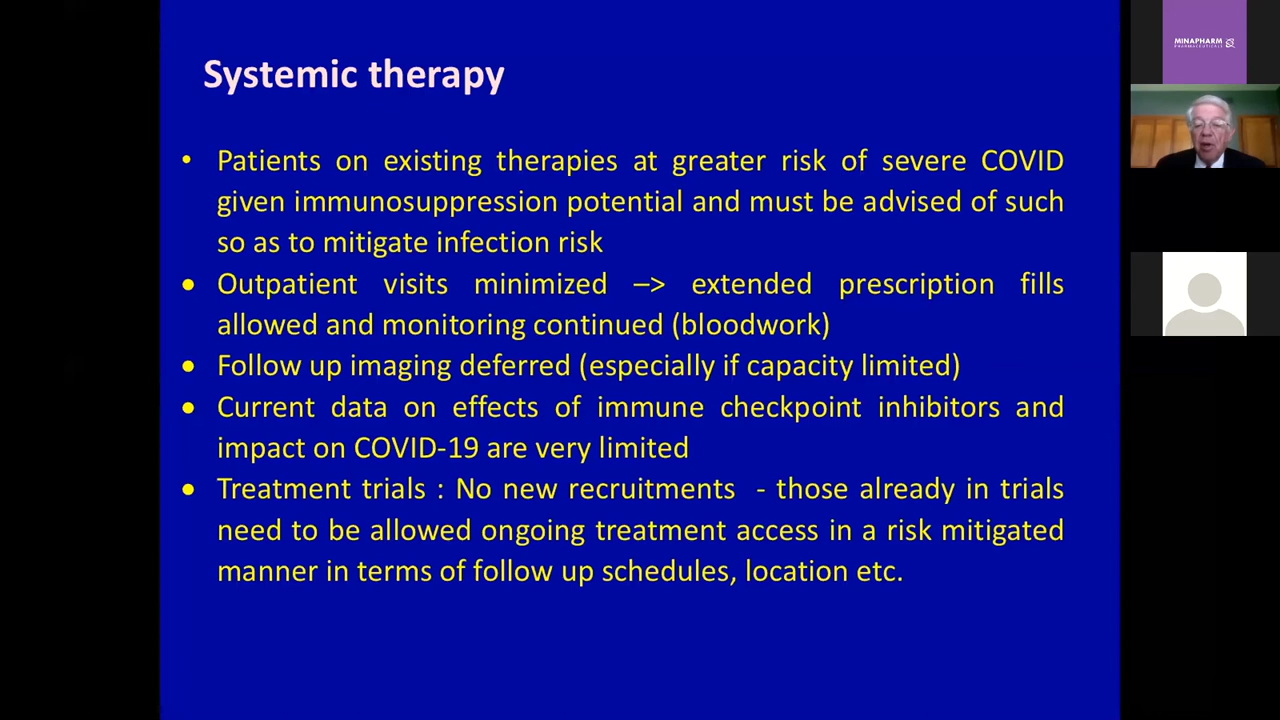 Systemic therapy
• Patients on existing therapies at greater risk of severe COVID
given immunosuppression potential and must be advised of such
so as to mitigate infection risk
• Outpatient visits minimized –> extended prescription fills
allowed and monitoring continued (bloodwork)
• Follow up imaging deferred (especially if capacity limited)
• Current data on effects of immune checkpoint inhibitors and
impact on COVID-19 are very limited
• Treatment trials : No new recruitments - those already in trials
need to be allowed ongoing treatment access in a risk mitigated
manner in terms of follow up schedules, location etc.
MINAPHARM
PHARMACEUTICALS